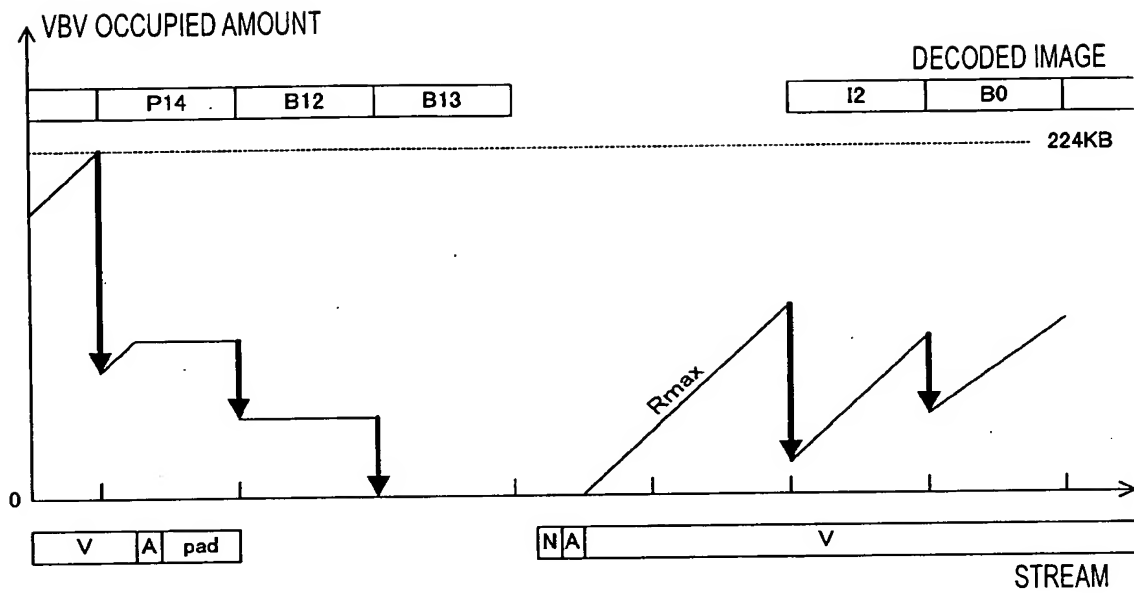 VBV OCCUPIED AMOUNT
DECODED IMAGE
P14 B12 B13 I2 B0
224KB
Rmax
0
V A pad N A V
STREAM